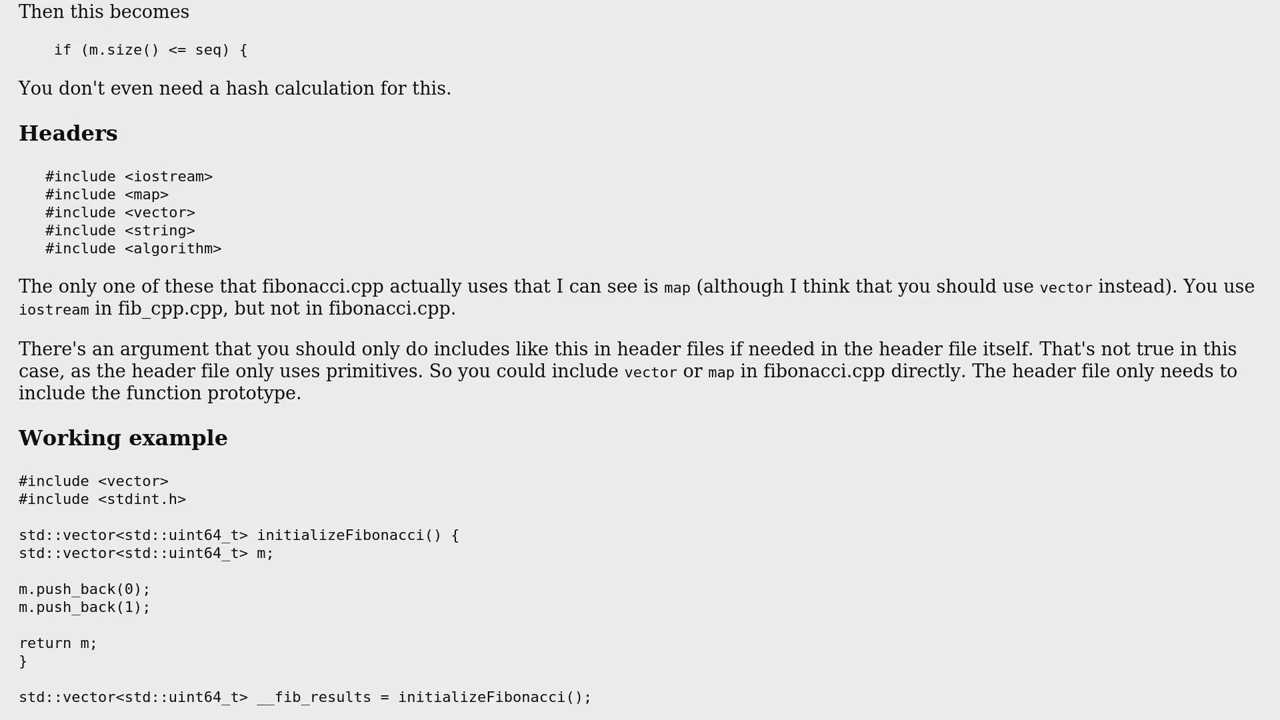 Then this becomes
if (m.size() <= seq) {
You don't even need a hash calculation for this.
Headers
#include <iostream>
#include <map>
#include <vector>
#include <string>
#include <algorithm>
The only one of these that fibonacci.cpp actually uses that I can see is map (although I think that you should use vector instead). You use
iostream in fib_cpp.cpp, but not in fibonacci.cpp.
There's an argument that you should only do includes like this in header files if needed in the header file itself. That's not true in this
case, as the header file only uses primitives. So you could include vector or map in fibonacci.cpp directly. The header file only needs to
include the function prototype.
Working example
#include <vector>
#include <stdint.h>
std::vector<std::uint64_t> initializeFibonacci() {
std::vector<std::uint64_t> m;
m.push_back(0);
m.push_back(1);
return m;
}
std::vector<std::uint64_t> __fib_results = initializeFibonacci();